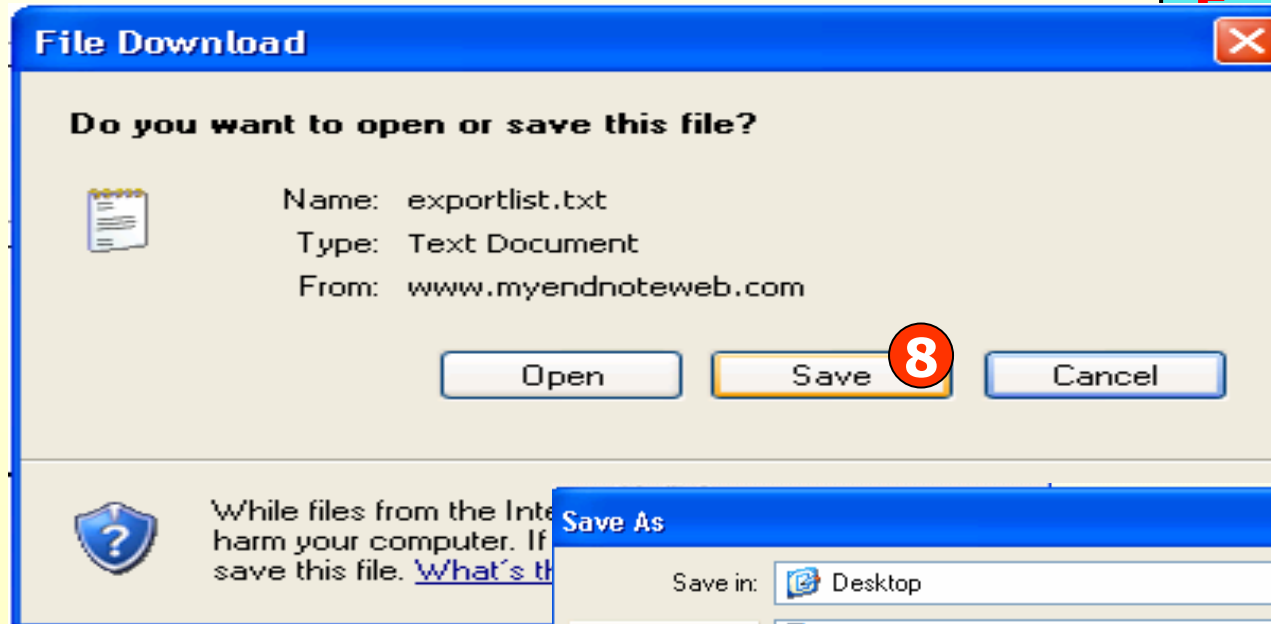 File Download
Do you want to open or save this file?
Name: exportlist.txt
Type: Text Document
From: www.myendnoteweb.com
Open Save 8 Cancel
While files from the
harm your computer. If
save this file. What's
Save As
Save in: Desktop